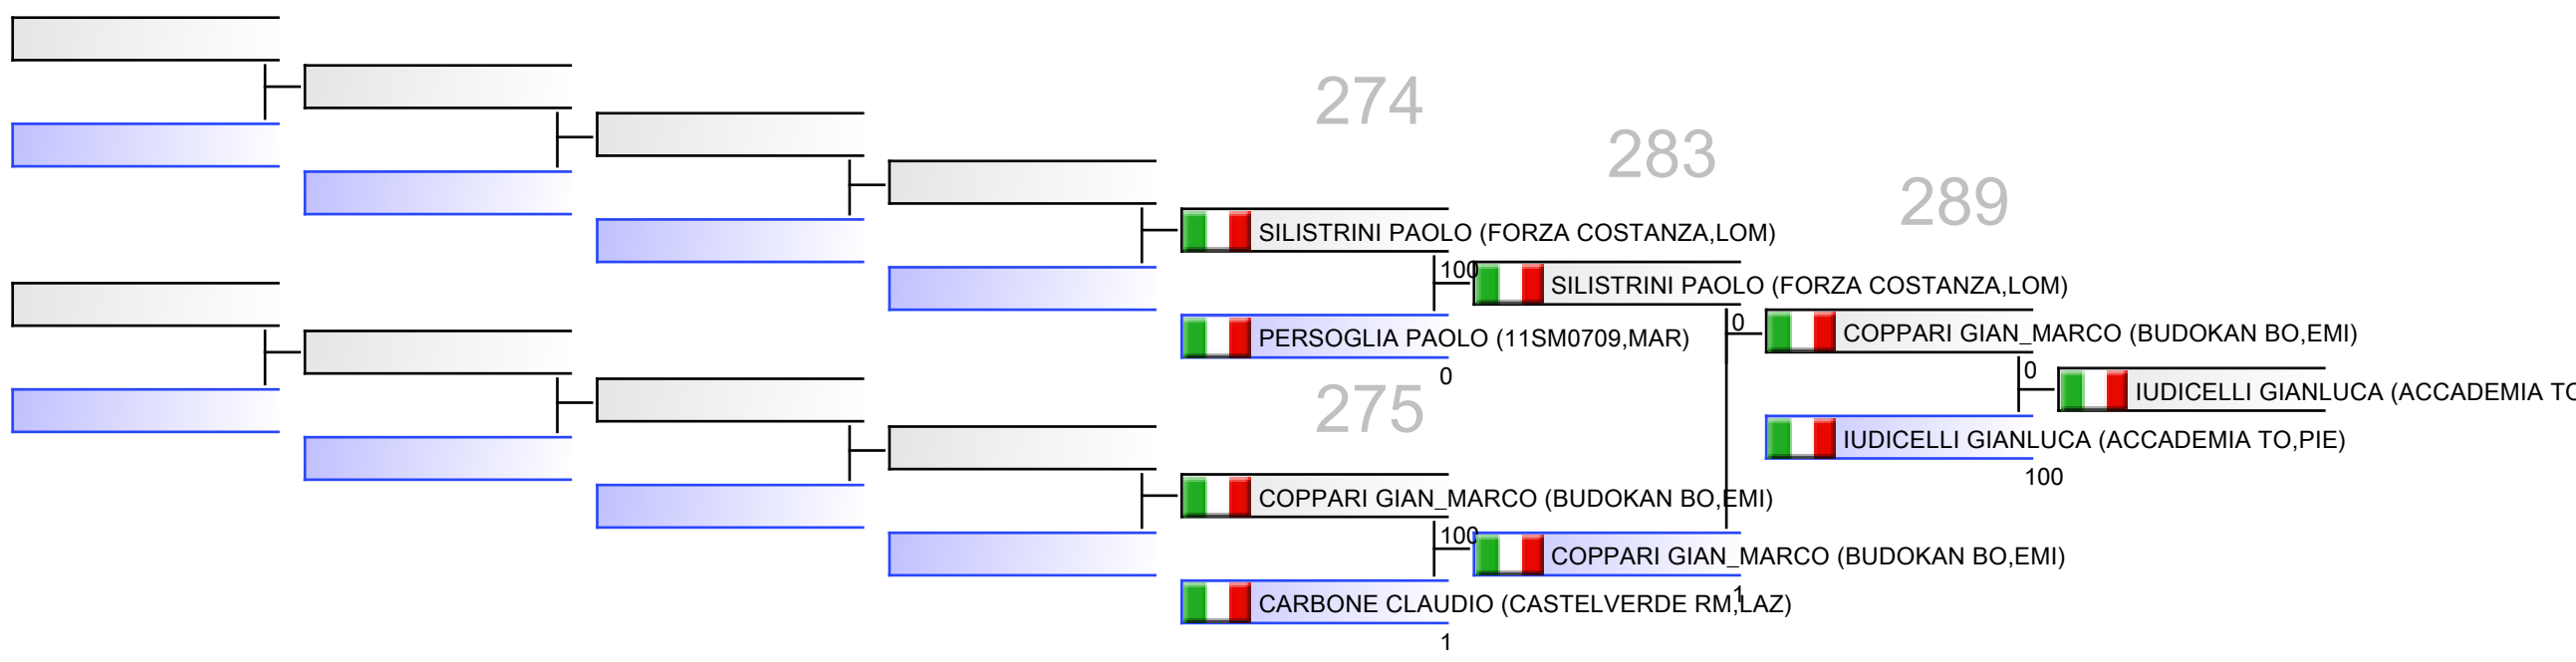 274
283
289
SILISTRINI PAOLO (FORZA COSTANZA,LOM)
100
SILISTRINI PAOLO (FORZA COSTANZA,LOM)
0
COPPARI GIAN_MARCO (BUDOKAN BO,EMI)
PERSOGLIA PAOLO (11SM0709,MAR)
0
0
IUDICELLI GIANLUCA (ACCADEMIA TO
275
IUDICELLI GIANLUCA (ACCADEMIA TO,PIE)
100
COPPARI GIAN_MARCO (BUDOKAN BO,EMI)
100
COPPARI GIAN_MARCO (BUDOKAN BO,EMI)
1
CARBONE CLAUDIO (CASTELVERDE RM,LAZ)
1